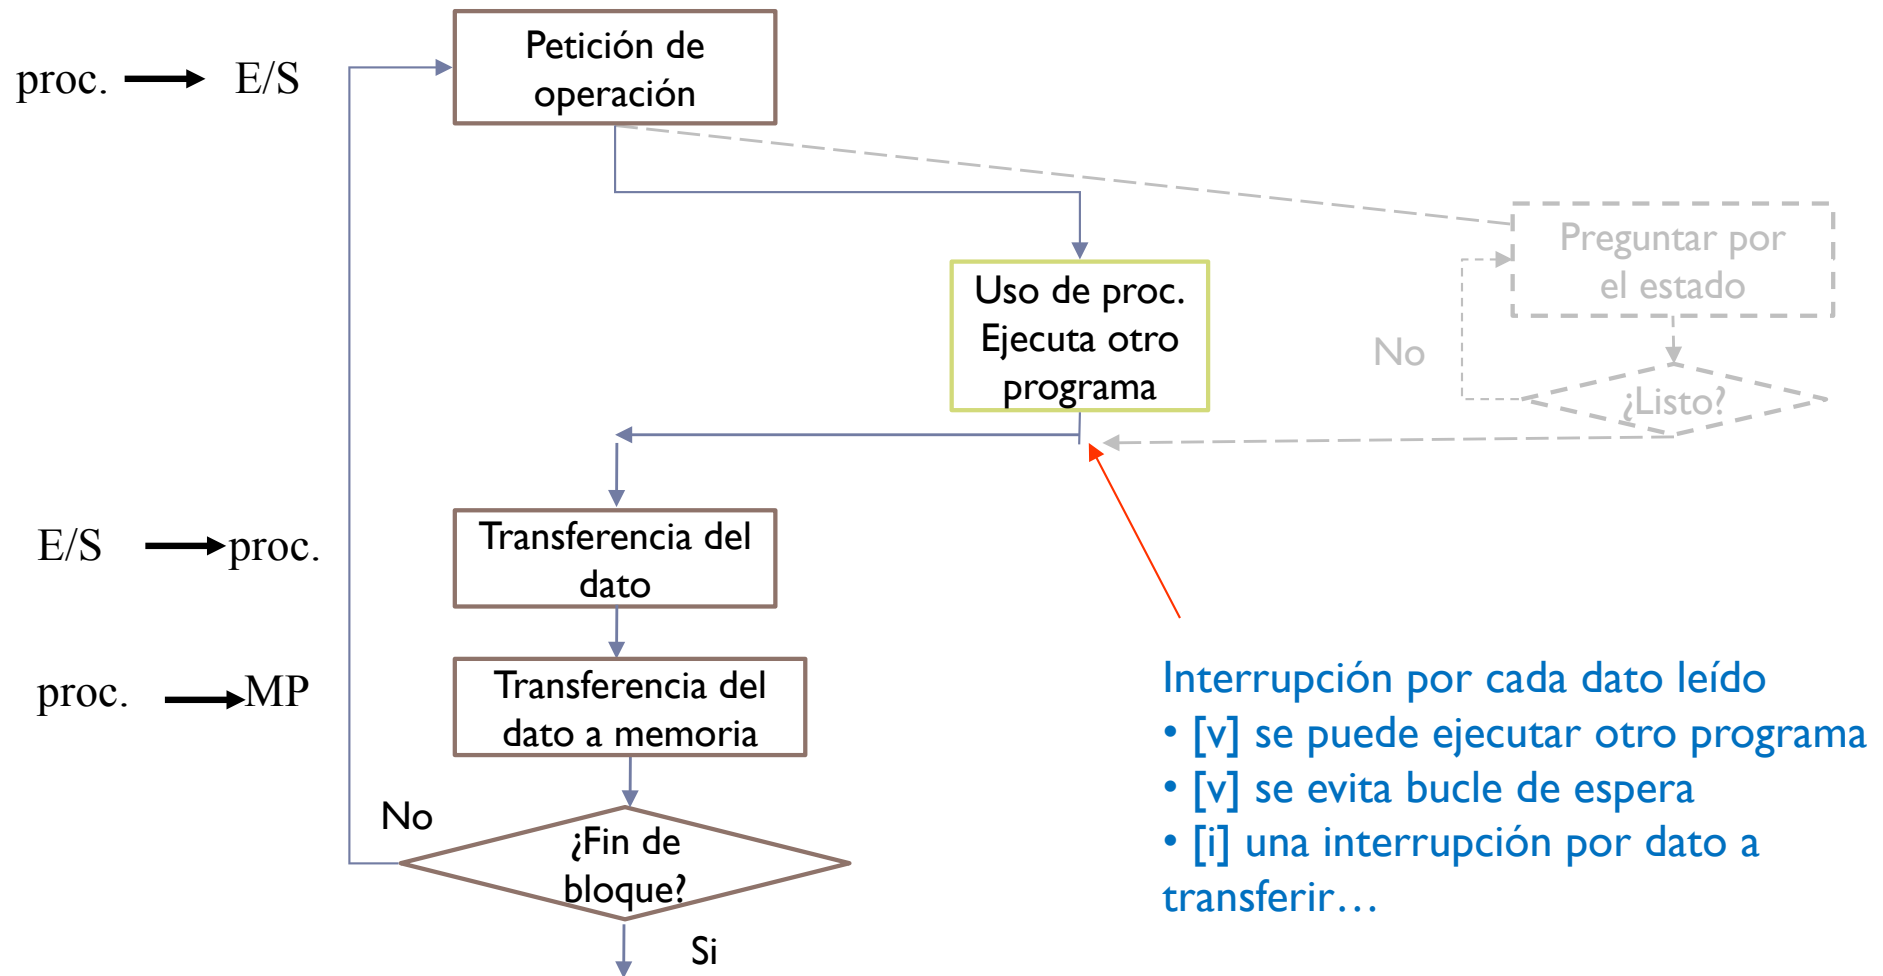 Petición de
operación
proc. E/S
Preguntar por
el estado
Uso de proc.
Ejecuta otro
programa
No
¿Listo?
E/S proc.
Transferencia del
dato
proc. MP
Transferencia del
dato a memoria
No
¿Fin de
bloque?
Si
Interrupción por cada dato leído
• [v] se puede ejecutar otro programa
• [v] se evita bucle de espera
• [i] una interrupción por dato a
transferir…